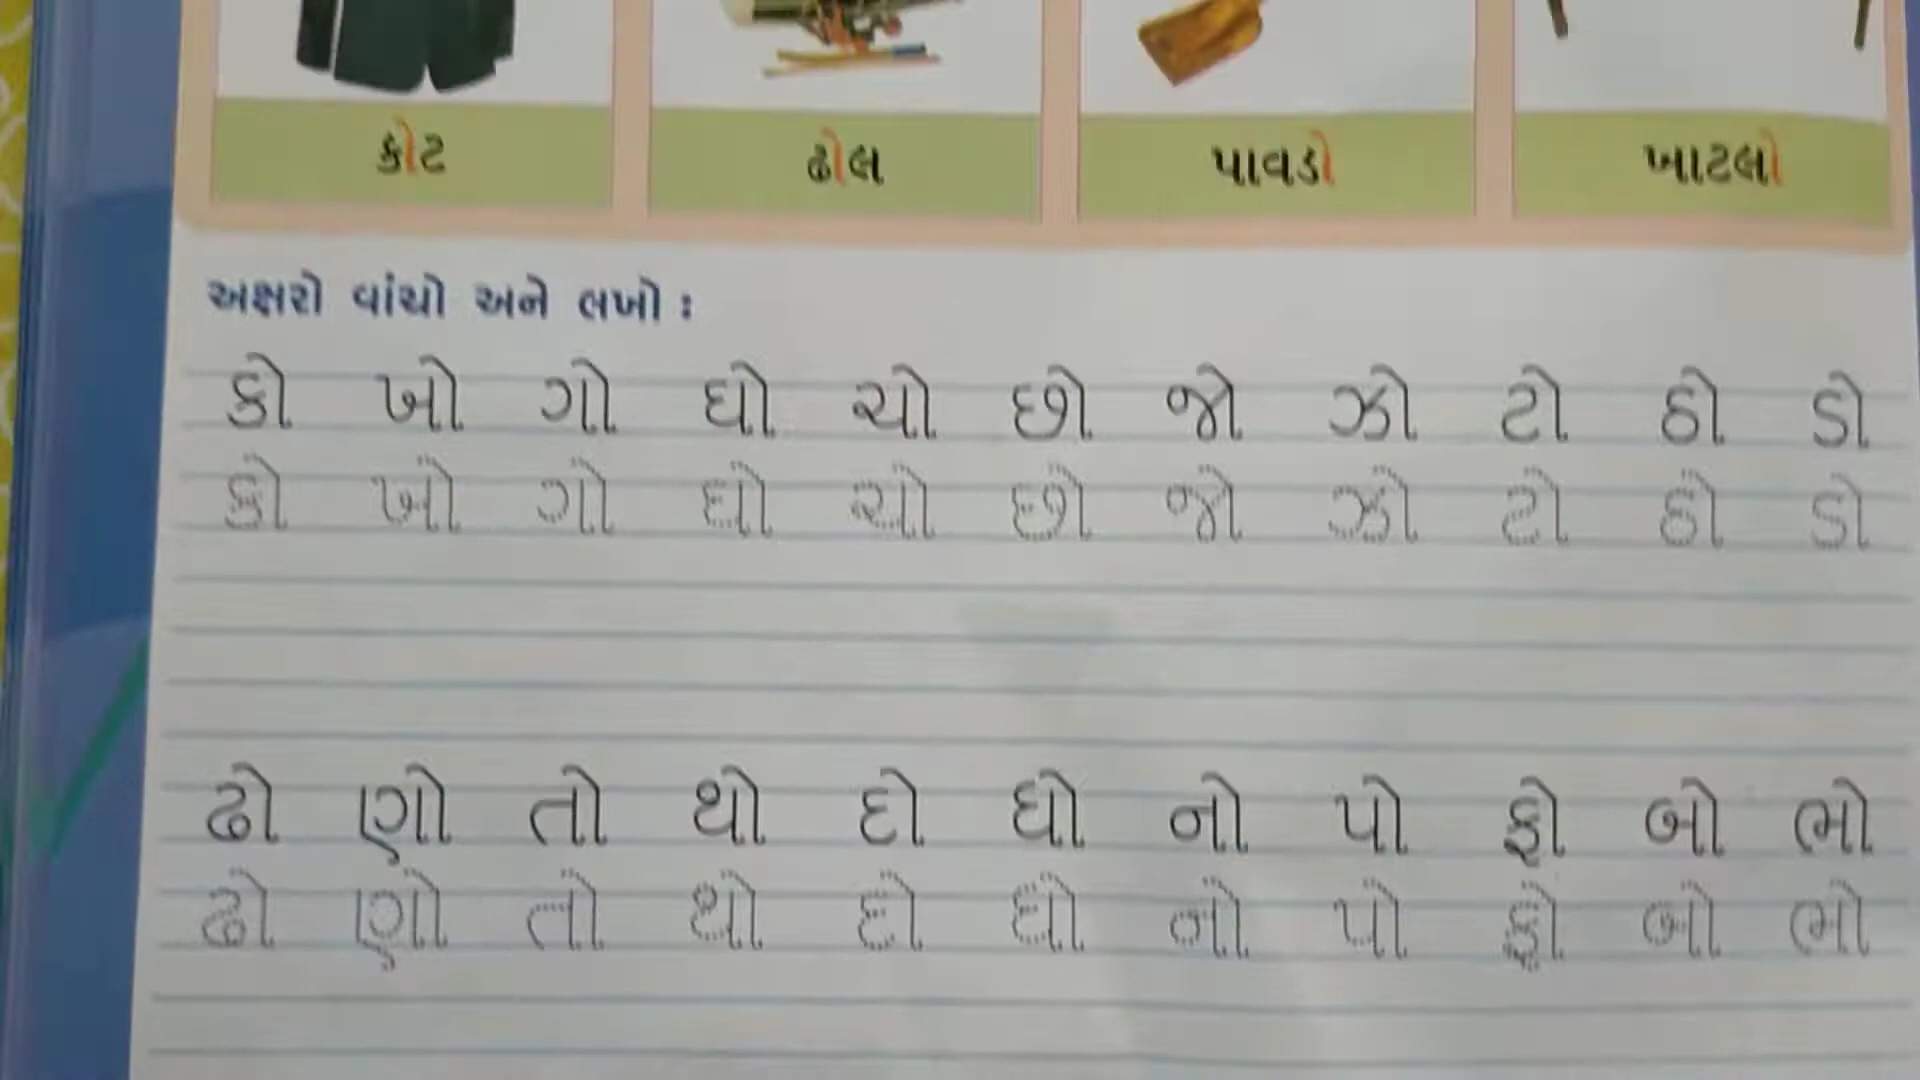 કોટ ઢોલ પાવડો ખાટલો
અક્ષરો વાંચો અને લખો :
કો ખો ગો ઘો ચો છો જો ઝો ટો ઠો ડો
કો ખો ગો ઘો ચો છો જો ઝો ટો ઠો ડો
ઢો ણો તો થો દો ધો નો પો ફો બો ભો
ઢો ણો તો થો દો ધો નો પો ફો બો ભો